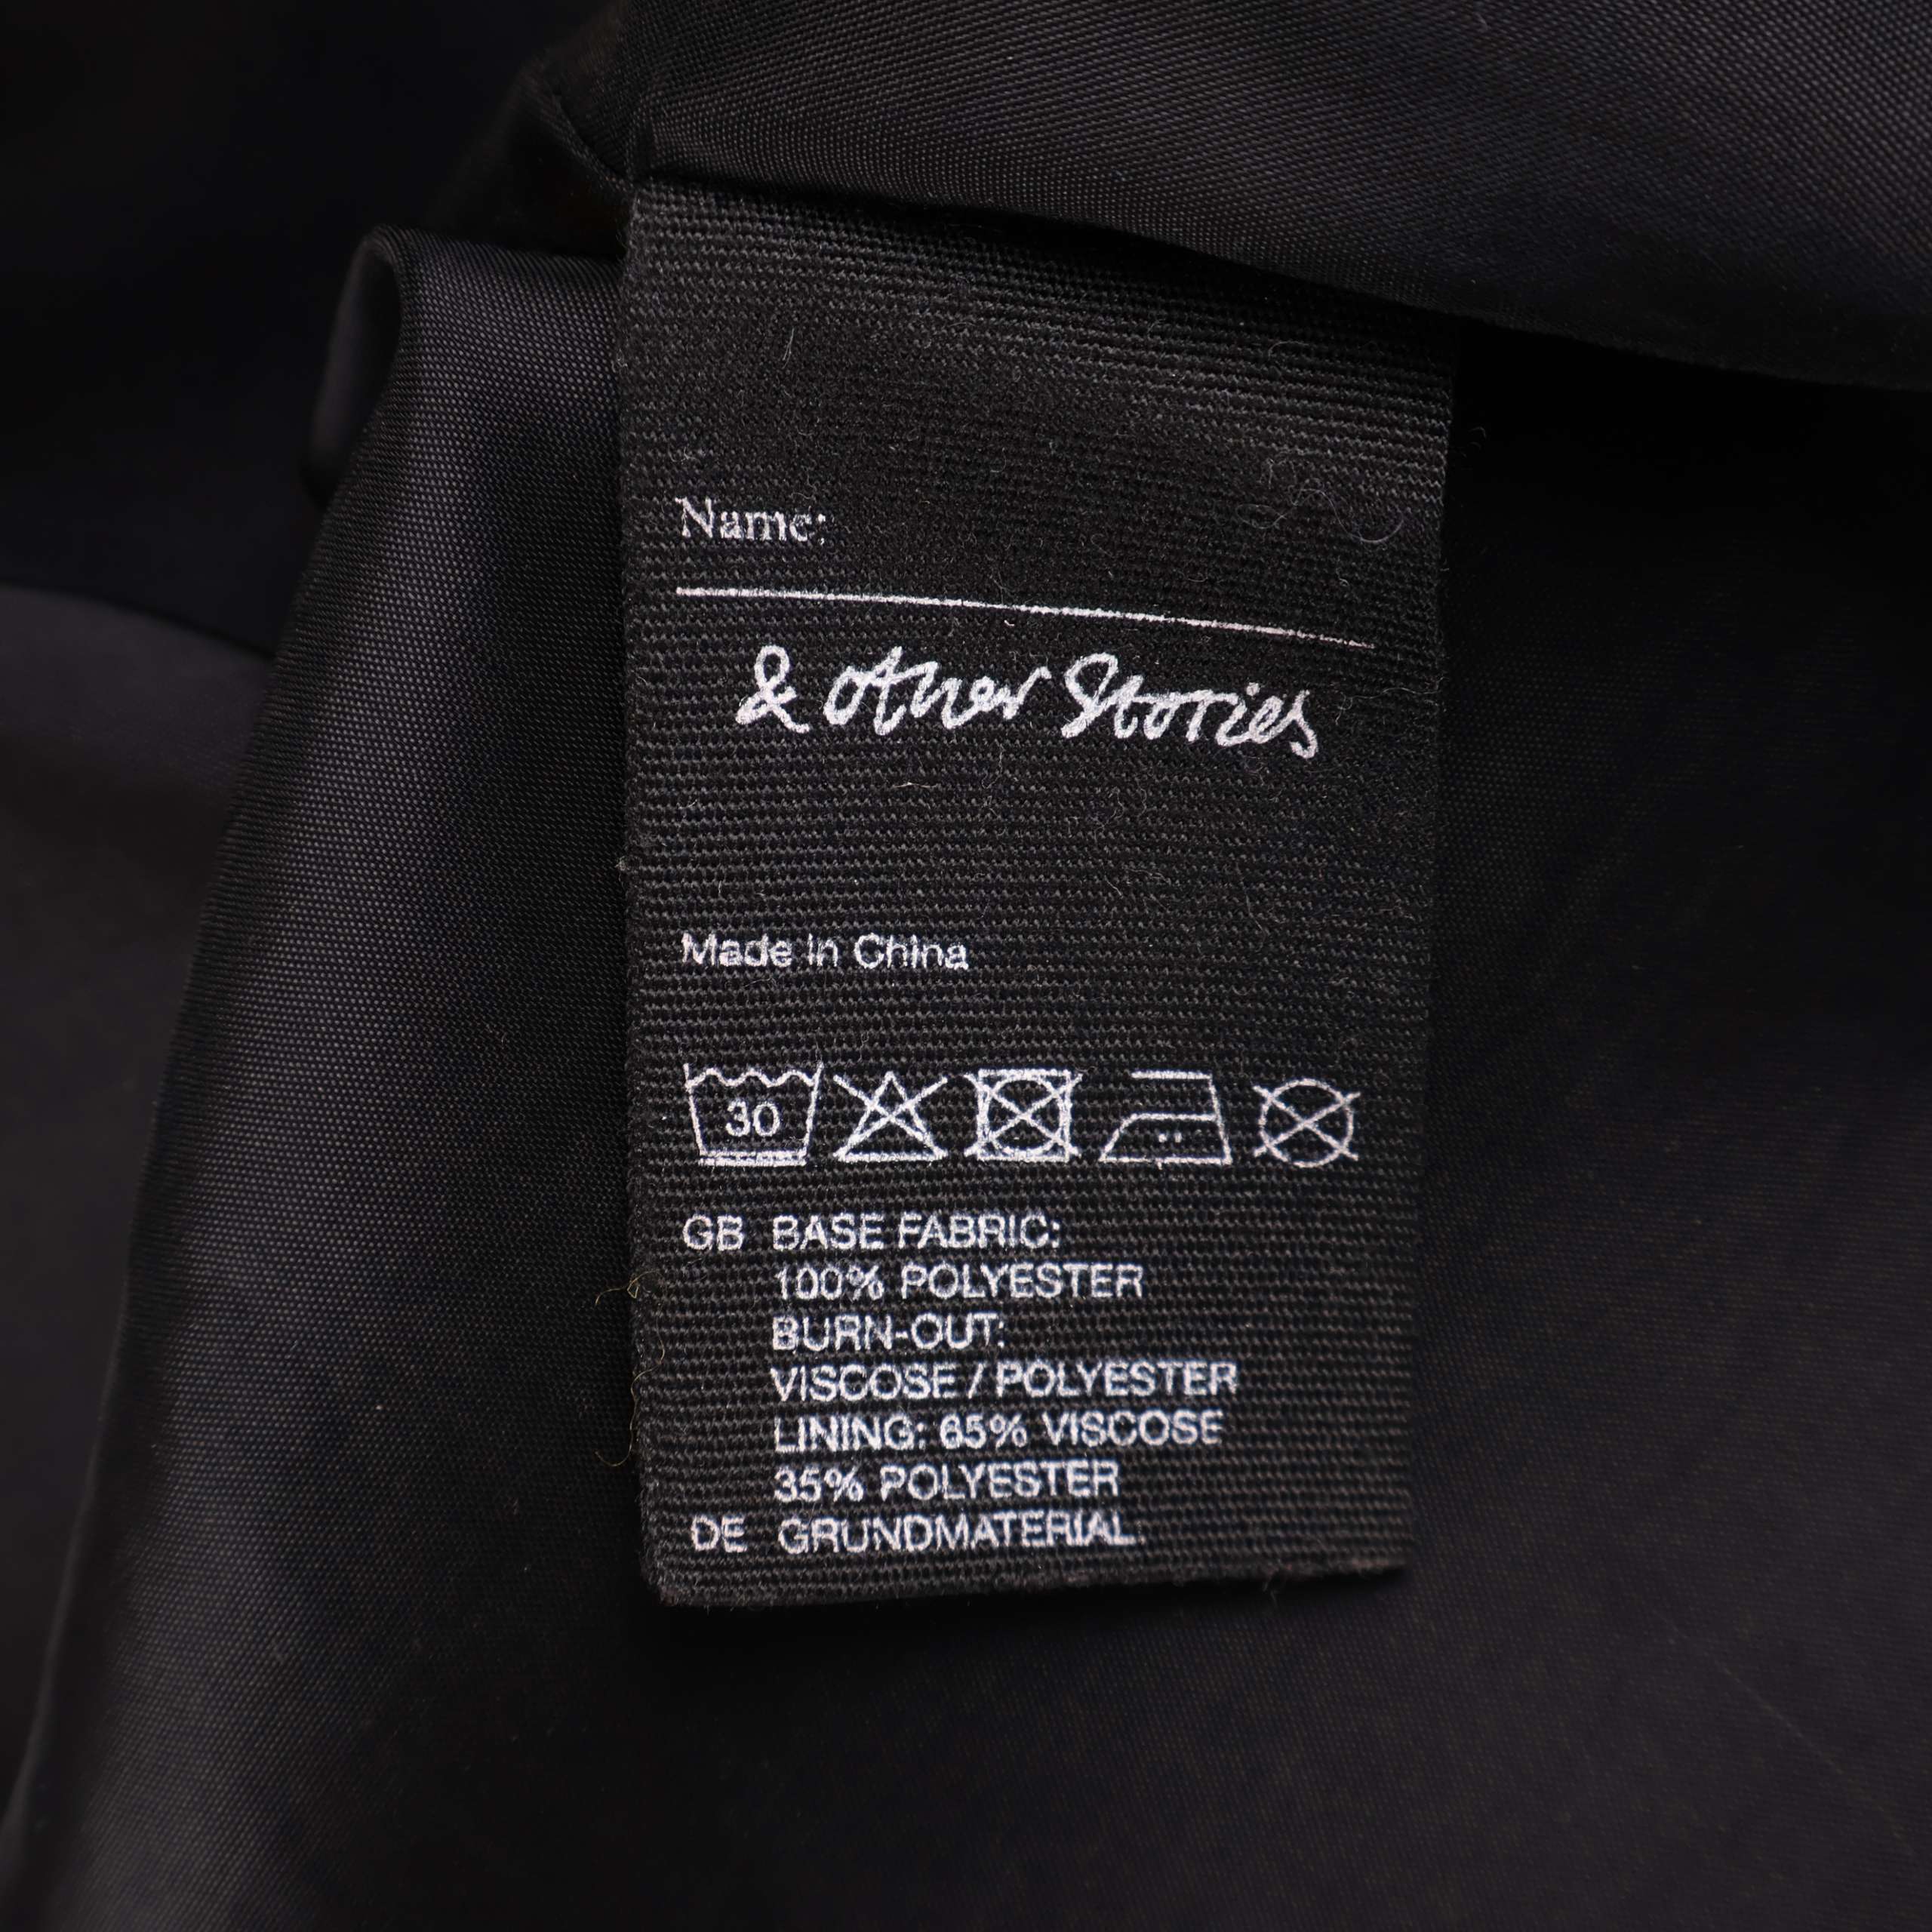 Name:
& other Stories
Made in China
30
GB BASE FABRIC:
100% POLYESTER
BURN-OUT:
VISCOSE / POLYESTER
LINING: 65% VISCOSE
35% POLYESTER
DE GRUNDMATERIAL